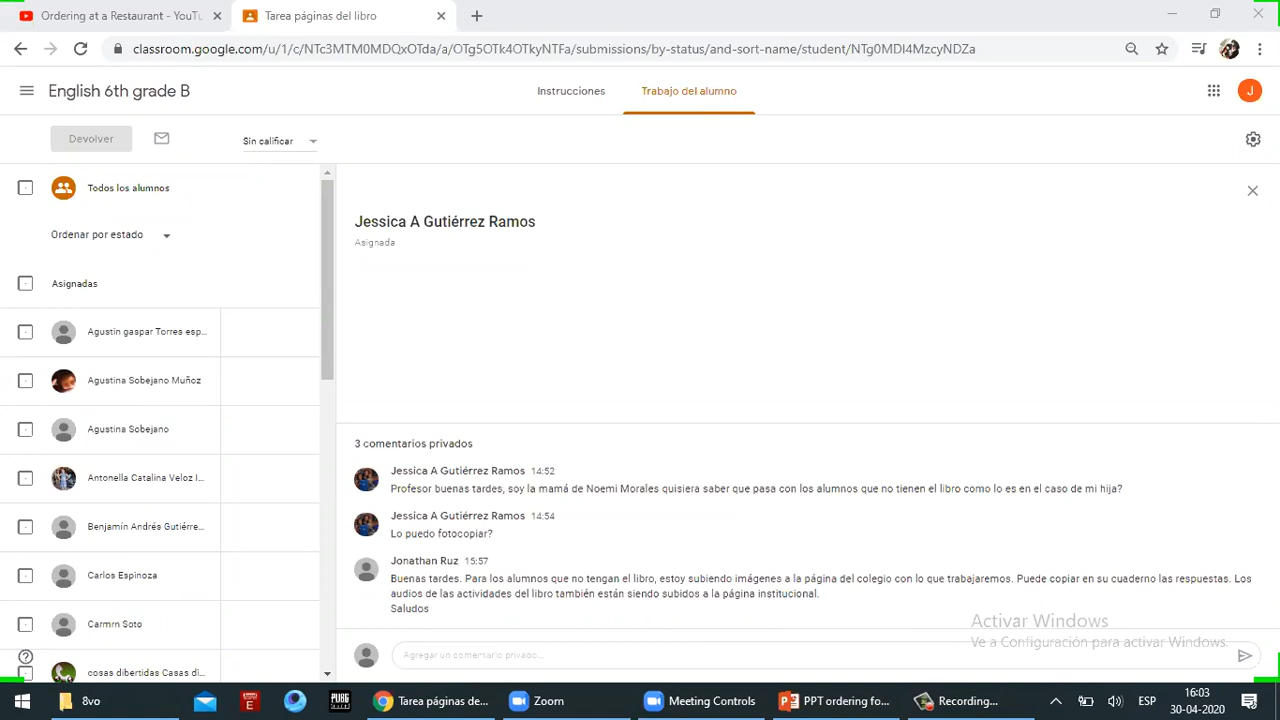 Ordering at a Restaurant - YouTu
Tarea páginas del libro
classroom.google.com/u/1/c/NTc3MTM0MDQxOTda/a/OTg5OTk4OTkyNTFa/submissions/by-status/and-sort-name/student/NTg0MDI4MzcyNDZa
English 6th grade B
Instrucciones
Trabajo del alumno
J
Devolver
Sin calificar
Todos los alumnos
Ordenar por estado
Asignadas
Agustin gaspar Torres esp...
Agustina Sobejano Muñoz
Agustina Sobejano
Antonella Catalina Veloz I...
Benjamín Andrés Gutiérre...
Carlos Espinoza
Carmrn Soto
cosas dibertidas Casas di...
Jessica A Gutiérrez Ramos
Asignada
3 comentarios privados
Jessica A Gutiérrez Ramos 14:52
Profesor buenas tardes, soy la mamá de Noemi Morales quisiera saber que pasa con los alumnos que no tienen el libro como lo es en el caso de mi hija?
Jessica A Gutiérrez Ramos 14:54
Lo puedo fotocopiar?
Jonathan Ruz 15:57
Buenas tardes. Para los alumnos que no tengan el libro, estoy subiendo imágenes a la página del colegio con lo que trabajaremos. Puede copiar en su cuaderno las respuestas. Los
audios de las actividades del libro también están siendo subidos a la página institucional.
Saludos
Agregar un comentario privado...
Activar Windows
Ve a Configuración para activar Windows.
8vo
PUBG
Tarea páginas de...
Zoom
Meeting Controls
PPT ordering fo...
Recording...
ESP
16:03
30-04-2020